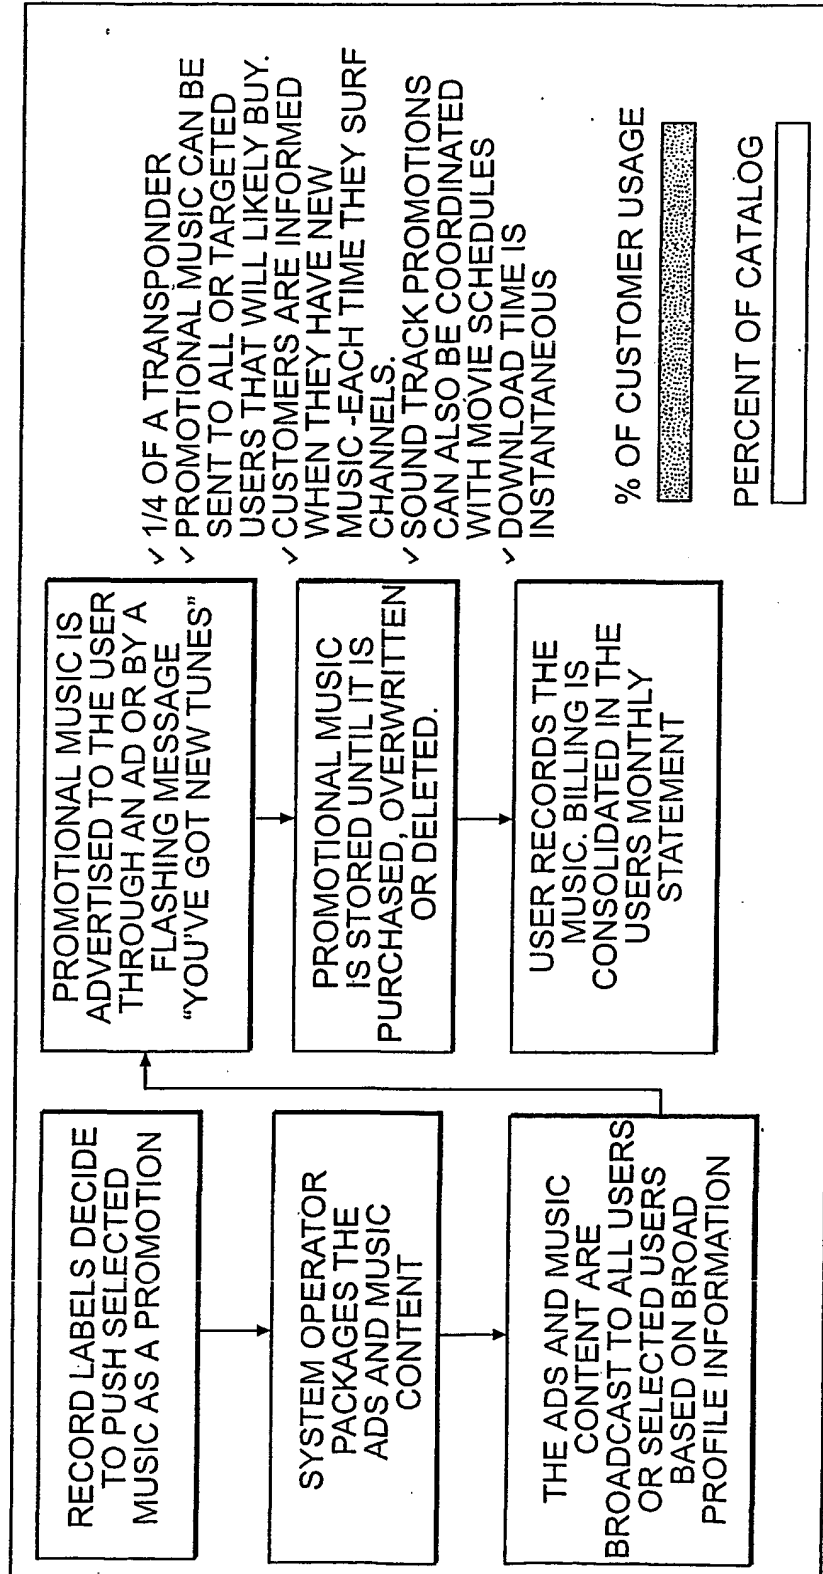 RECORD LABELS DECIDE
TO PUSH SELECTED
MUSIC AS A PROMOTION
SYSTEM OPERATOR
PACKAGES THE
ADS AND MUSIC
CONTENT
THE ADS AND MUSIC
CONTENT ARE
BROADCAST TO ALL USERS
OR SELECTED USERS
BASED ON BROAD
PROFILE INFORMATION
PROMOTIONAL MUSIC IS
ADVERTISED TO THE USER
THROUGH AN AD OR BY A
FLASHING MESSAGE
“YOU'VE GOT NEW TUNES”
PROMOTIONAL MUSIC
IS STORED UNTIL IT IS
PURCHASED, OVERWRITTEN
OR DELETED.
USER RECORDS THE
MUSIC. BILLING IS
CONSOLIDATED IN THE
USERS MONTHLY
STATEMENT
✓ 1/4 OF A TRANSPONDER
✓ PROMOTIONAL MUSIC CAN BE
SENT TO ALL OR TARGETED
USERS THAT WILL LIKELY BUY.
✓ CUSTOMERS ARE INFORMED
WHEN THEY HAVE NEW
MUSIC -EACH TIME THEY SURF
CHANNELS.
✓ SOUND TRACK PROMOTIONS
CAN ALSO BE COORDINATED
WITH MOVIE SCHEDULES
✓ DOWNLOAD TIME IS
INSTANTANEOUS
% OF CUSTOMER USAGE
PERCENT OF CATALOG